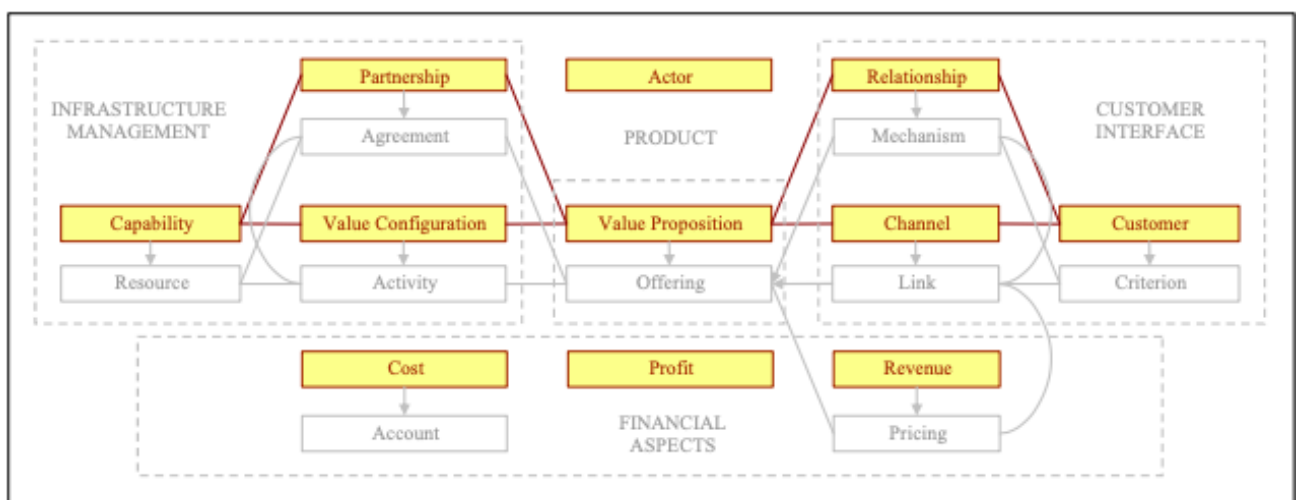 Partnership
Actor
Relationship
INFRASTRUCTURE
MANAGEMENT
CUSTOMER
INTERFACE
Agreement
PRODUCT
Mechanism
Capability
Value Configuration
Value Proposition
Channel
Customer
Resource
Activity
Offering
Link
Criterion
Cost
Profit
Revenue
Account
FINANCIAL
ASPECTS
Pricing